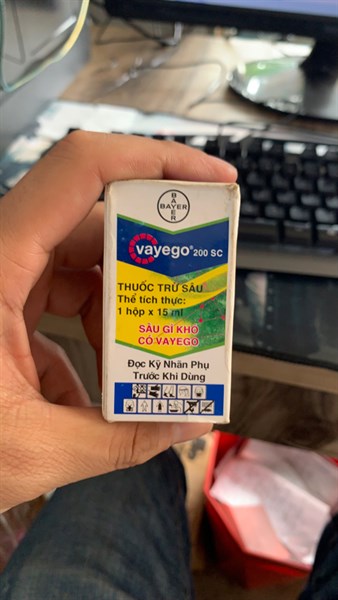 BAYER
BAYER
vayego® 200 SC
THUỐC TRỪ SÂU
Thể tích thực:
1 hộp x 15 ml
SÂU GÌ KHÓ
CÓ VAYEGO
Đọc Kỹ Nhãn Phụ
Trước Khi Dùng